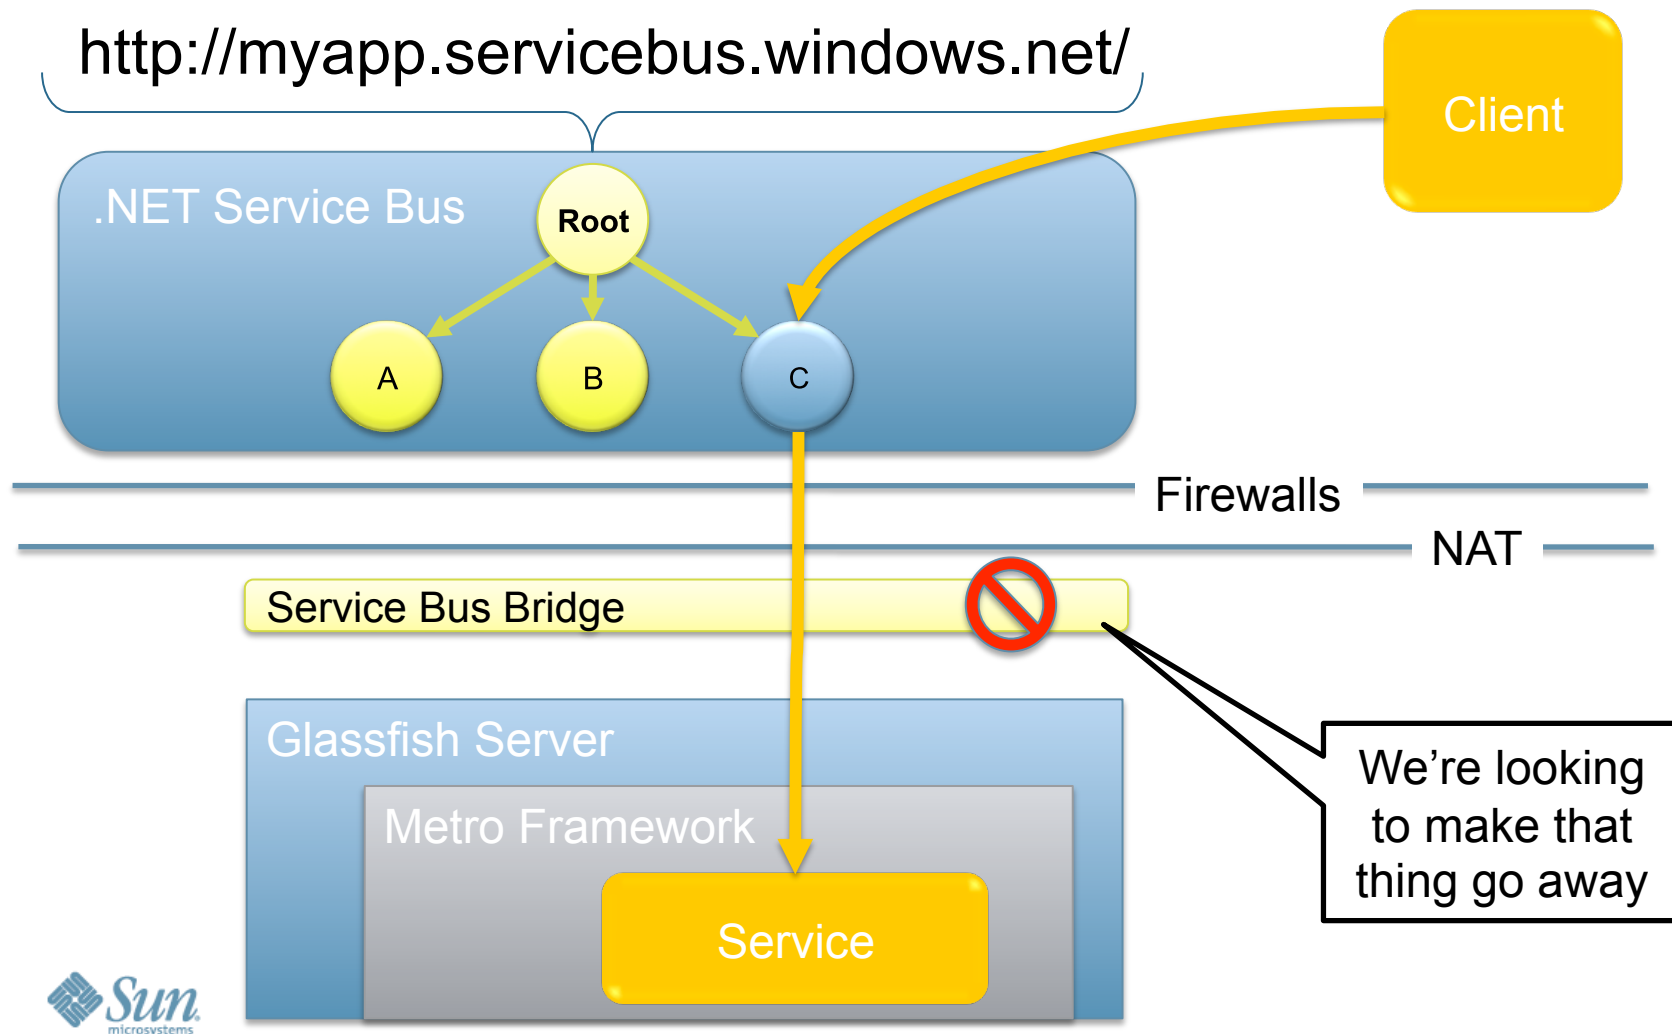 http://myapp.servicebus.windows.net/
Client
.NET Service Bus
Root
A
B
C
Firewalls
NAT
Service Bus Bridge
Glassfish Server
Metro Framework
We’re looking
to make that
thing go away
Service
Sun
microsystems